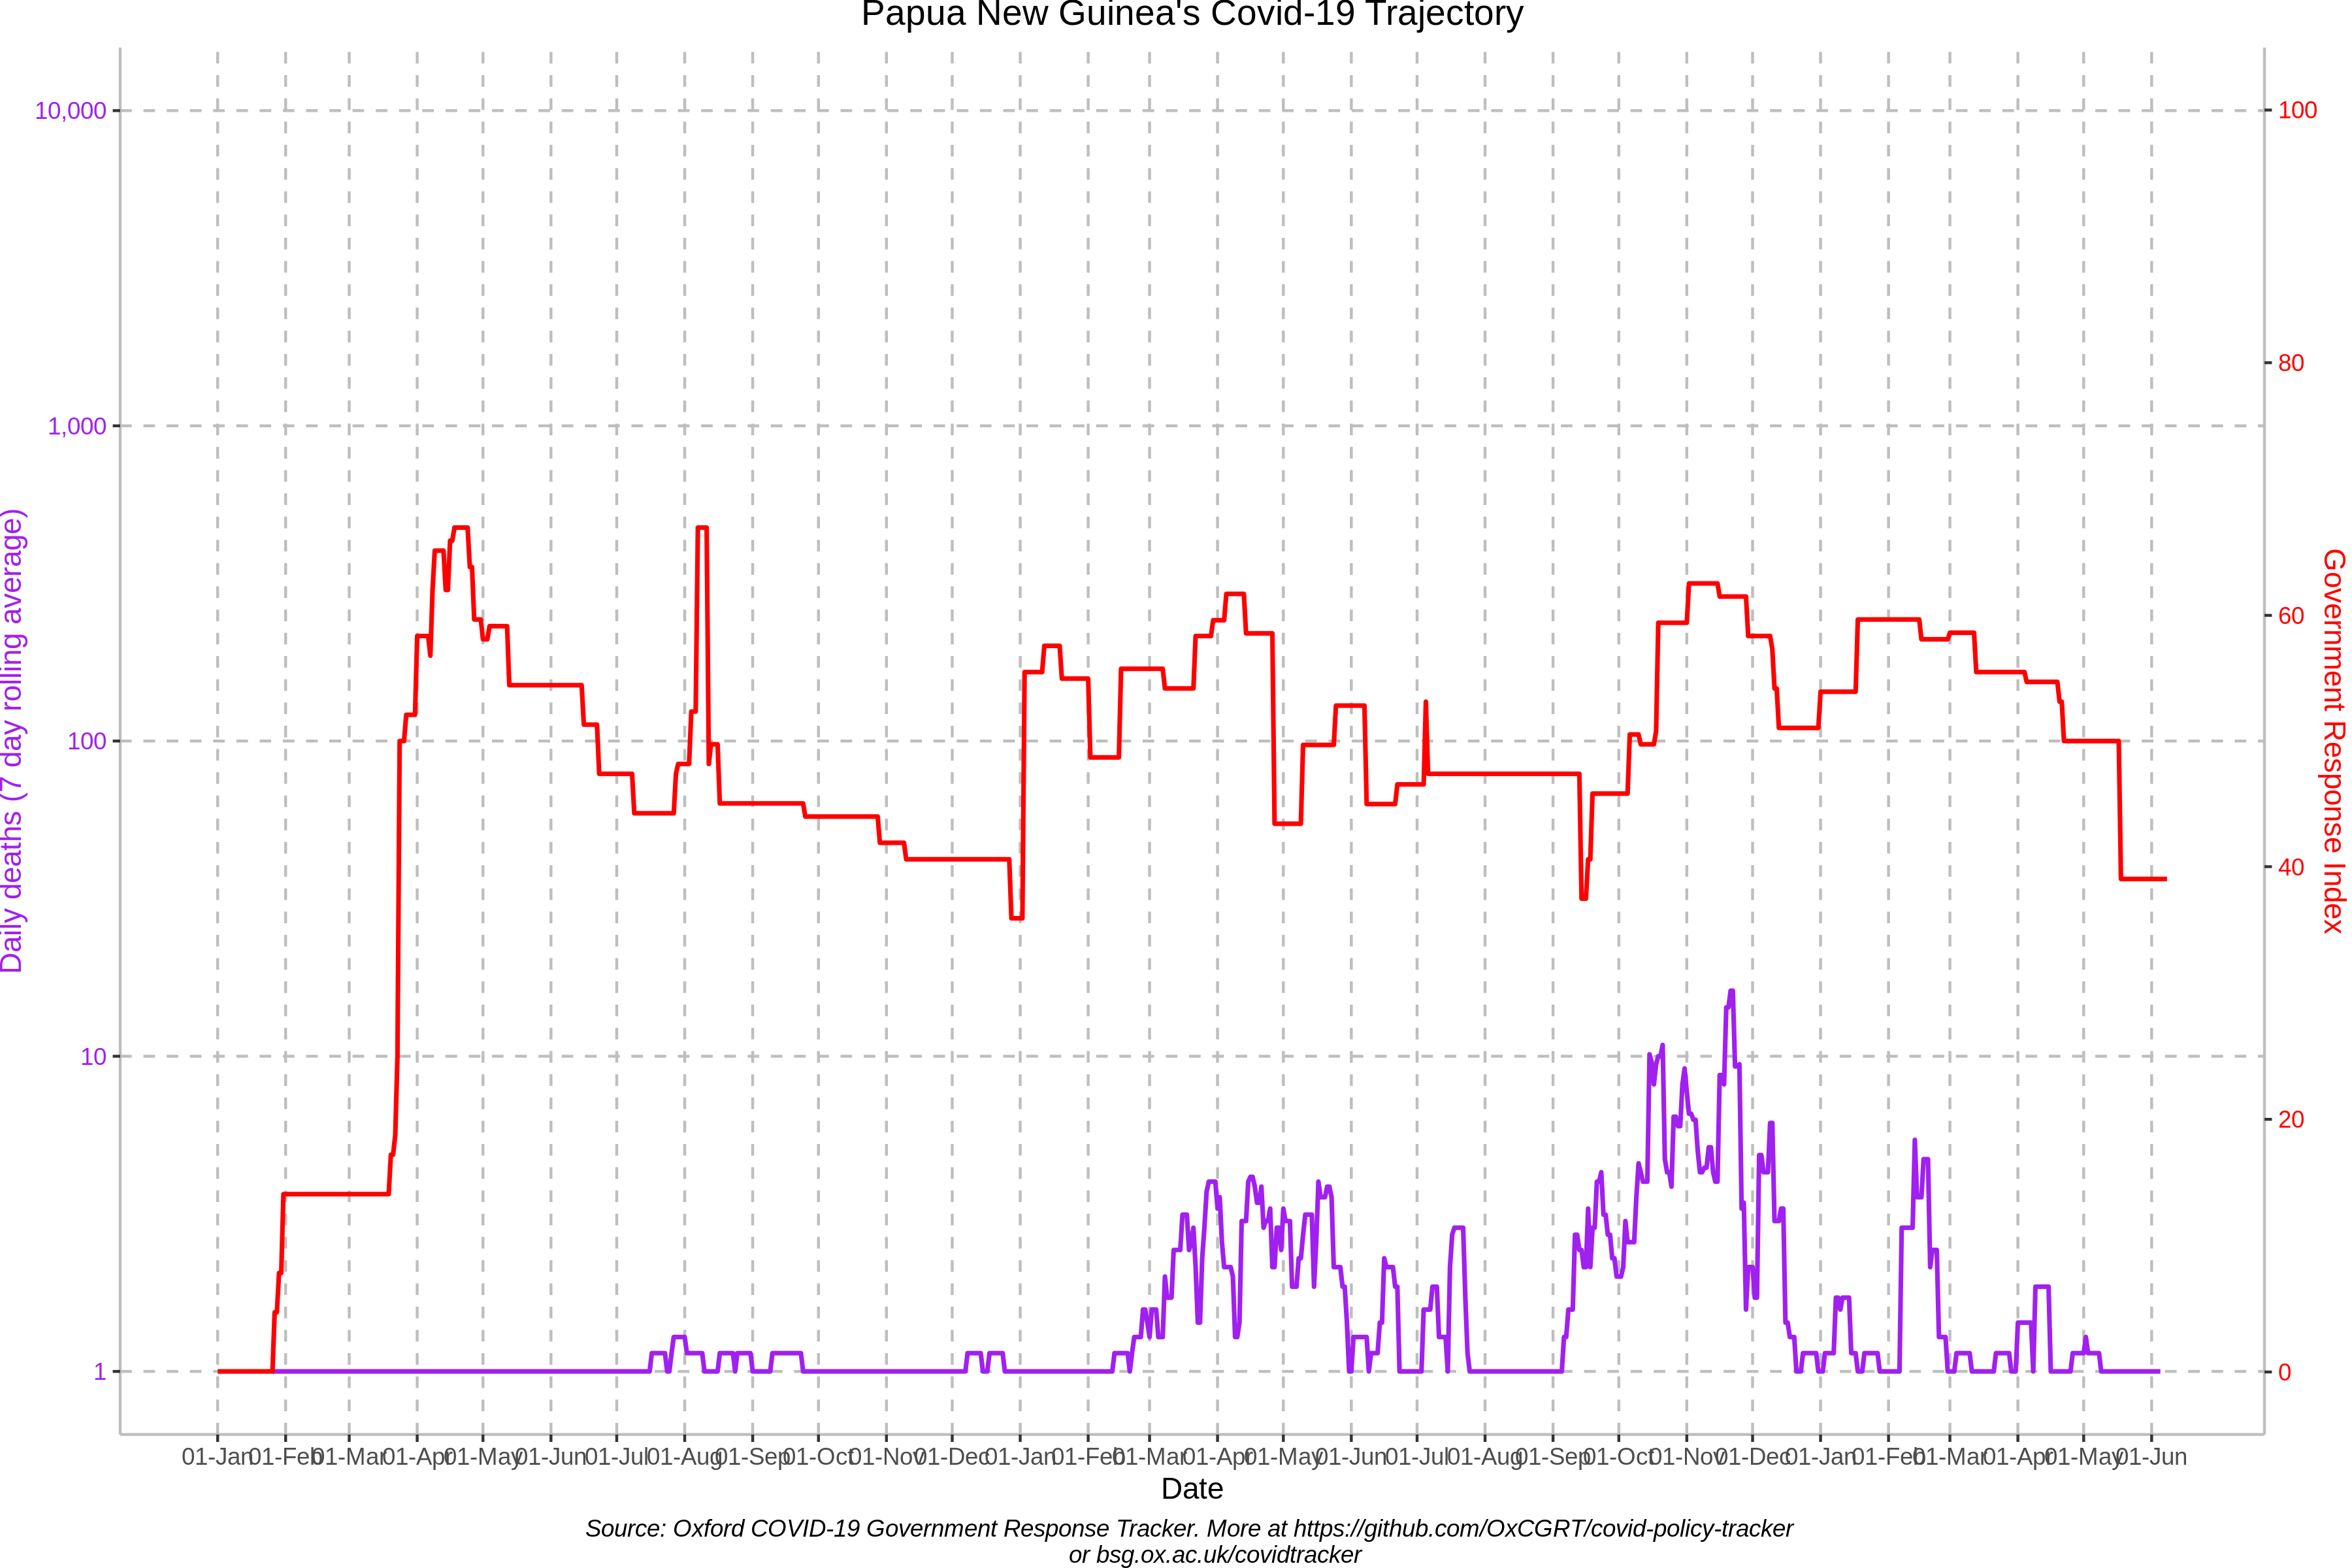 Papua New Guinea's Covid-19 Trajectory
10,000
1,000
100
10
1
Daily deaths (7 day rolling average)
100
80
60
40
20
0
Government Response Index
01-Jan 01-Feb 01-Mar 01-Apr 01-May 01-Jun 01-Jul 01-Aug 01-Sep 01-Oct 01-Nov 01-Dec 01-Jan 01-Feb 01-Mar 01-Apr 01-May 01-Jun 01-Jul 01-Aug 01-Sep 01-Oct 01-Nov 01-Dec 01-Jan 01-Feb 01-Mar 01-Apr 01-May 01-Jun
Date
Source: Oxford COVID-19 Government Response Tracker. More at https://github.com/OxCGRT/covid-policy-tracker
or bsg.ox.ac.uk/covidtracker